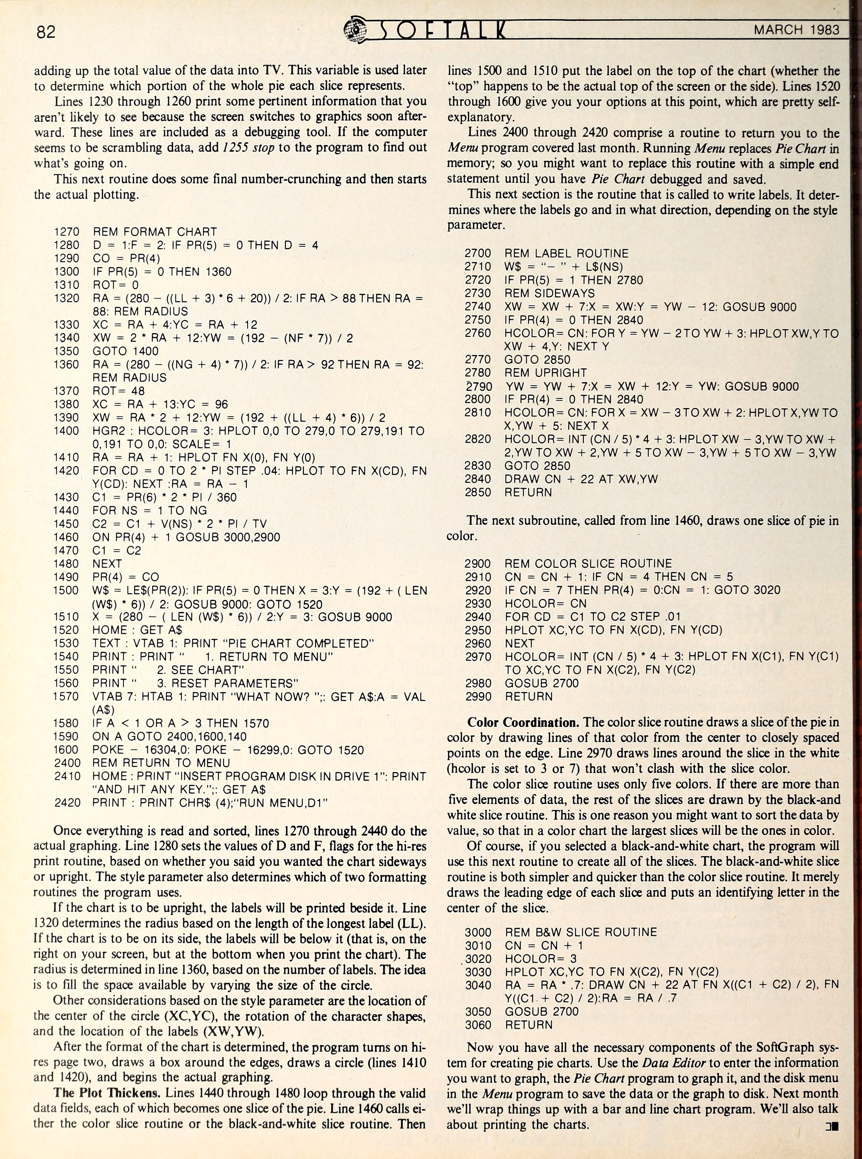 82
SOFTALK
MARCH 1983
adding up the total value of the data into TV. This variable is used later
to determine which portion of the whole pie each slice represents.
Lines 1230 through 1260 print some pertinent information that you
aren't likely to see because the screen switches to graphics soon after-
ward. These lines are included as a debugging tool. If the computer
seems to be scrambling data, add 1255 stop to the program to find out
what's going on.
This next routine does some final number-crunching and then starts
the actual plotting.
1270 REM FORMAT CHART
1280 D = 1:F = 2: IF PR(5) = 0 THEN D = 4
1290 CO = PR(4)
1300 IF PR(5) = 0 THEN 1360
1310 ROT= 0
1320 RA = (280 - ((LL + 3) * 6 + 20)) / 2: IF RA > 88 THEN RA =
88: REM RADIUS
1330 XC = RA + 4:YC = RA + 12
1340 XW = 2 * RA + 12:YW = (192 - (NF * 7)) / 2
1350 GOTO 1400
1360 RA = (280 - ((NG + 4) * 7)) / 2: IF RA > 92 THEN RA = 92:
REM RADIUS
1370 ROT= 48
1380 XC = RA + 13:YC = 96
1390 XW = RA * 2 + 12:YW = (192 + ((LL + 4) * 6)) / 2
1400 HGR2 : HCOLOR= 3: HPLOT 0,0 TO 279,0 TO 279,191 TO
0,191 TO 0,0: SCALE= 1
1410 RA = RA + 1: HPLOT FN X(0), FN Y(0)
1420 FOR CD = 0 TO 2 * PI STEP .04: HPLOT TO FN X(CD), FN
Y(CD): NEXT :RA = RA - 1
1430 C1 = PR(6) * 2 * PI / 360
1440 FOR NS = 1 TO NG
1450 C2 = C1 + V(NS) * 2 * PI / TV
1460 ON PR(4) + 1 GOSUB 3000,2900
1470 C1 = C2
1480 NEXT
1490 PR(4) = CO
1500 W$ = LE$(PR(2)): IF PR(5) = 0 THEN X = 3:Y = (192 + ( LEN
(W$) * 6)) / 2: GOSUB 9000: GOTO 1520
1510 X = (280 - ( LEN (W$) * 6)) / 2:Y = 3: GOSUB 9000
1520 HOME : GET A$
1530 TEXT : VTAB 1: PRINT "PIE CHART COMPLETED"
1540 PRINT : PRINT " 1. RETURN TO MENU"
1550 PRINT " 2. SEE CHART"
1560 PRINT " 3. RESET PARAMETERS"
1570 VTAB 7: HTAB 1: PRINT "WHAT NOW? ";: GET A$:A = VAL
(A$)
1580 IF A < 1 OR A > 3 THEN 1570
1590 ON A GOTO 2400,1600,140
1600 POKE - 16304,0: POKE - 16299,0: GOTO 1520
2400 REM RETURN TO MENU
2410 HOME : PRINT "INSERT PROGRAM DISK IN DRIVE 1": PRINT
"AND HIT ANY KEY.";: GET A$
2420 PRINT : PRINT CHR$ (4);"RUN MENU,D1"
Once everything is read and sorted, lines 1270 through 2440 do the
actual graphing. Line 1280 sets the values of D and F, flags for the hi-res
print routine, based on whether you said you wanted the chart sideways
or upright. The style parameter also determines which of two formatting
routines the program uses.
If the chart is to be upright, the labels will be printed beside it. Line
1320 determines the radius based on the length of the longest label (LL).
If the chart is to be on its side, the labels will be below it (that is, on the
right on your screen, but at the bottom when you print the chart). The
radius is determined in line 1360, based on the number of labels. The idea
is to fill the space available by varying the size of the circle.
Other considerations based on the style parameter are the location of
the center of the circle (XC,YC), the rotation of the character shapes,
and the location of the labels (XW,YW).
After the format of the chart is determined, the program turns on hi-
res page two, draws a box around the edges, draws a circle (lines 1410
and 1420), and begins the actual graphing.
The Plot Thickens. Lines 1440 through 1480 loop through the valid
data fields, each of which becomes one slice of the pie. Line 1460 calls ei-
ther the color slice routine or the black-and-white slice routine. Then
lines 1500 and 1510 put the label on the top of the chart (whether the
"top" happens to be the actual top of the screen or the side). Lines 1520
through 1600 give you your options at this point, which are pretty self-
explanatory.
Lines 2400 through 2420 comprise a routine to return you to the
Menu program covered last month. Running Menu replaces Pie Chart in
memory; so you might want to replace this routine with a simple end
statement until you have Pie Chart debugged and saved.
This next section is the routine that is called to write labels. It deter-
mines where the labels go and in what direction, depending on the style
parameter.
2700 REM LABEL ROUTINE
2710 W$ = "- " + L$(NS)
2720 IF PR(5) = 1 THEN 2780
2730 REM SIDEWAYS
2740 XW = XW + 7:X = XW:Y = YW - 12: GOSUB 9000
2750 IF PR(4) = 0 THEN 2840
2760 HCOLOR= CN: FOR Y = YW - 2 TO YW + 3: HPLOT XW,Y TO
XW + 4,Y: NEXT Y
2770 GOTO 2850
2780 REM UPRIGHT
2790 YW = YW + 7:X = XW + 12:Y = YW: GOSUB 9000
2800 IF PR(4) = 0 THEN 2840
2810 HCOLOR= CN: FOR X = XW - 3 TO XW + 2: HPLOT X,YW TO
X,YW + 5: NEXT X
2820 HCOLOR= INT (CN / 5) * 4 + 3: HPLOT XW - 3,YW TO XW +
2,YW TO XW + 2,YW + 5 TO XW - 3,YW + 5 TO XW - 3,YW
2830 GOTO 2850
2840 DRAW CN + 22 AT XW,YW
2850 RETURN
The next subroutine, called from line 1460, draws one slice of pie in
color.
2900 REM COLOR SLICE ROUTINE
2910 CN = CN + 1: IF CN = 4 THEN CN = 5
2920 IF CN = 7 THEN PR(4) = 0:CN = 1: GOTO 3020
2930 HCOLOR= CN
2940 FOR CD = C1 TO C2 STEP .01
2950 HPLOT XC,YC TO FN X(CD), FN Y(CD)
2960 NEXT
2970 HCOLOR= INT (CN / 5) * 4 + 3: HPLOT FN X(C1), FN Y(C1)
TO XC,YC TO FN X(C2), FN Y(C2)
2980 GOSUB 2700
2990 RETURN
Color Coordination. The color slice routine draws a slice of the pie in
color by drawing lines of that color from the center to closely spaced
points on the edge. Line 2970 draws lines around the slice in the white
(hcolor is set to 3 or 7) that won't clash with the slice color.
The color slice routine uses only five colors. If there are more than
five elements of data, the rest of the slices are drawn by the black-and
white slice routine. This is one reason you might want to sort the data by
value, so that in a color chart the largest slices will be the ones in color.
Of course, if you selected a black-and-white chart, the program will
use this next routine to create all of the slices. The black-and-white slice
routine is both simpler and quicker than the color slice routine. It merely
draws the leading edge of each slice and puts an identifying letter in the
center of the slice.
3000 REM B&W SLICE ROUTINE
3010 CN = CN + 1
3020 HCOLOR= 3
3030 HPLOT XC,YC TO FN X(C2), FN Y(C2)
3040 RA = RA * .7: DRAW CN + 22 AT FN X((C1 + C2) / 2), FN
Y((C1 + C2) / 2):RA = RA / .7
3050 GOSUB 2700
3060 RETURN
Now you have all the necessary components of the SoftGraph sys-
tem for creating pie charts. Use the Data Editor to enter the information
you want to graph, the Pie Chart program to graph it, and the disk menu
in the Menu program to save the data or the graph to disk. Next month
we'll wrap things up with a bar and line chart program. We'll also talk
about printing the charts.